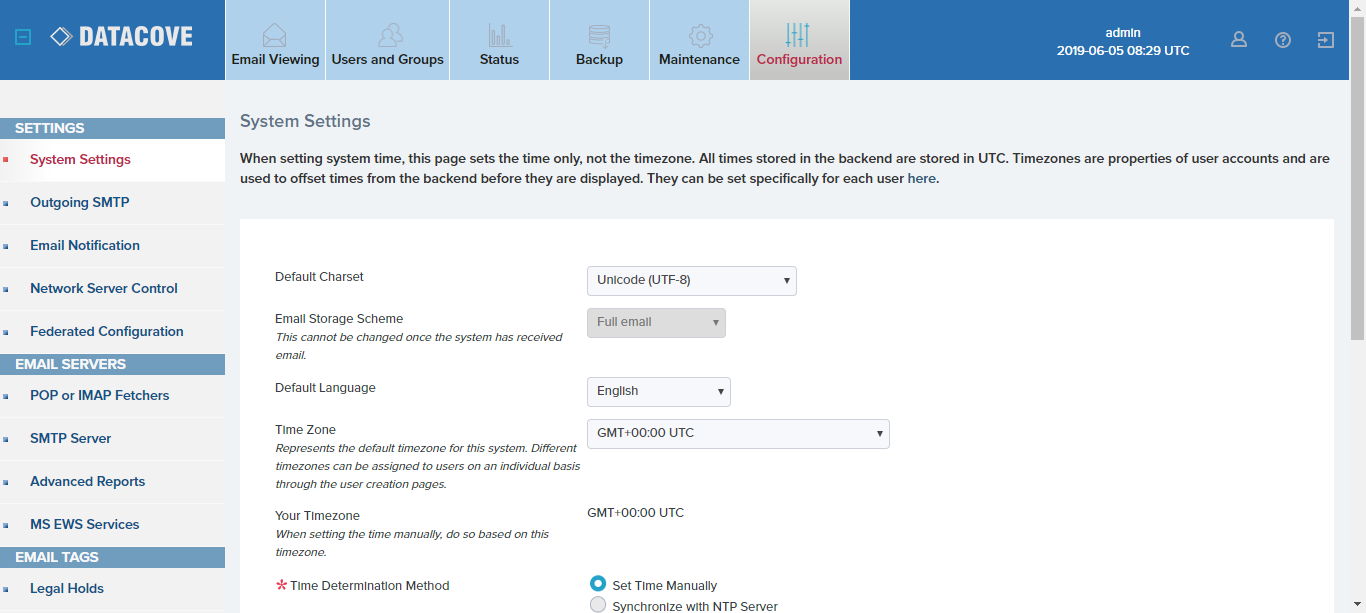 DATACOVE
Email Viewing
Users and Groups
Status
Backup
Maintenance
Configuration
admin
2019-06-05 08:29 UTC
SETTINGS
System Settings
Outgoing SMTP
Email Notification
Network Server Control
Federated Configuration
EMAIL SERVERS
POP or IMAP Fetchers
SMTP Server
Advanced Reports
MS EWS Services
EMAIL TAGS
Legal Holds
System Settings
When setting system time, this page sets the time only, not the timezone. All times stored in the backend are stored in UTC. Timezones are properties of user accounts and are
used to offset times from the backend before they are displayed. They can be set specifically for each user here.
Default Charset
Unicode (UTF-8)
Email Storage Scheme
This cannot be changed once the system has received
email.
Full email
Default Language
English
Time Zone
Represents the default timezone for this system. Different
timezones can be assigned to users on an individual basis
through the user creation pages.
GMT+00:00 UTC
Your Timezone
When setting the time manually, do so based on this
timezone.
GMT+00:00 UTC
*Time Determination Method
Set Time Manually
Synchronize with NTP Server